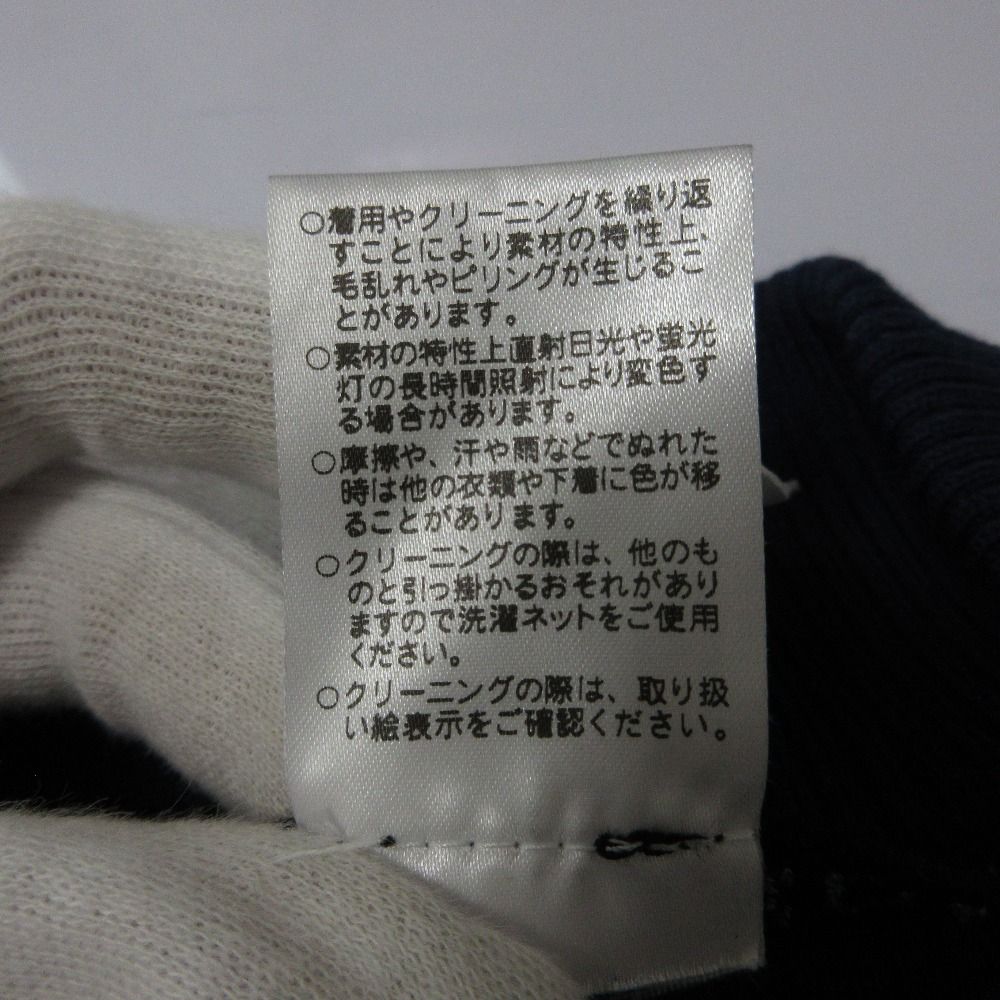 ○着用やクリーニングを繰り返
すことにより素材の特性上、
毛乱れやピリングが生じるこ
とがあります。
○素材の特性上直射日光や蛍光
灯の長時間照射により変色す
る場合があります。
○摩擦や、汗や雨などでぬれた
時は他の衣類や下着に色が移
ることがあります。
○クリーニングの際は、他のも
のと引っ掛かるおそれがあり
ますので洗濯ネットをご使用
ください。
○クリーニングの際は、取り扱
い絵表示をご確認ください。